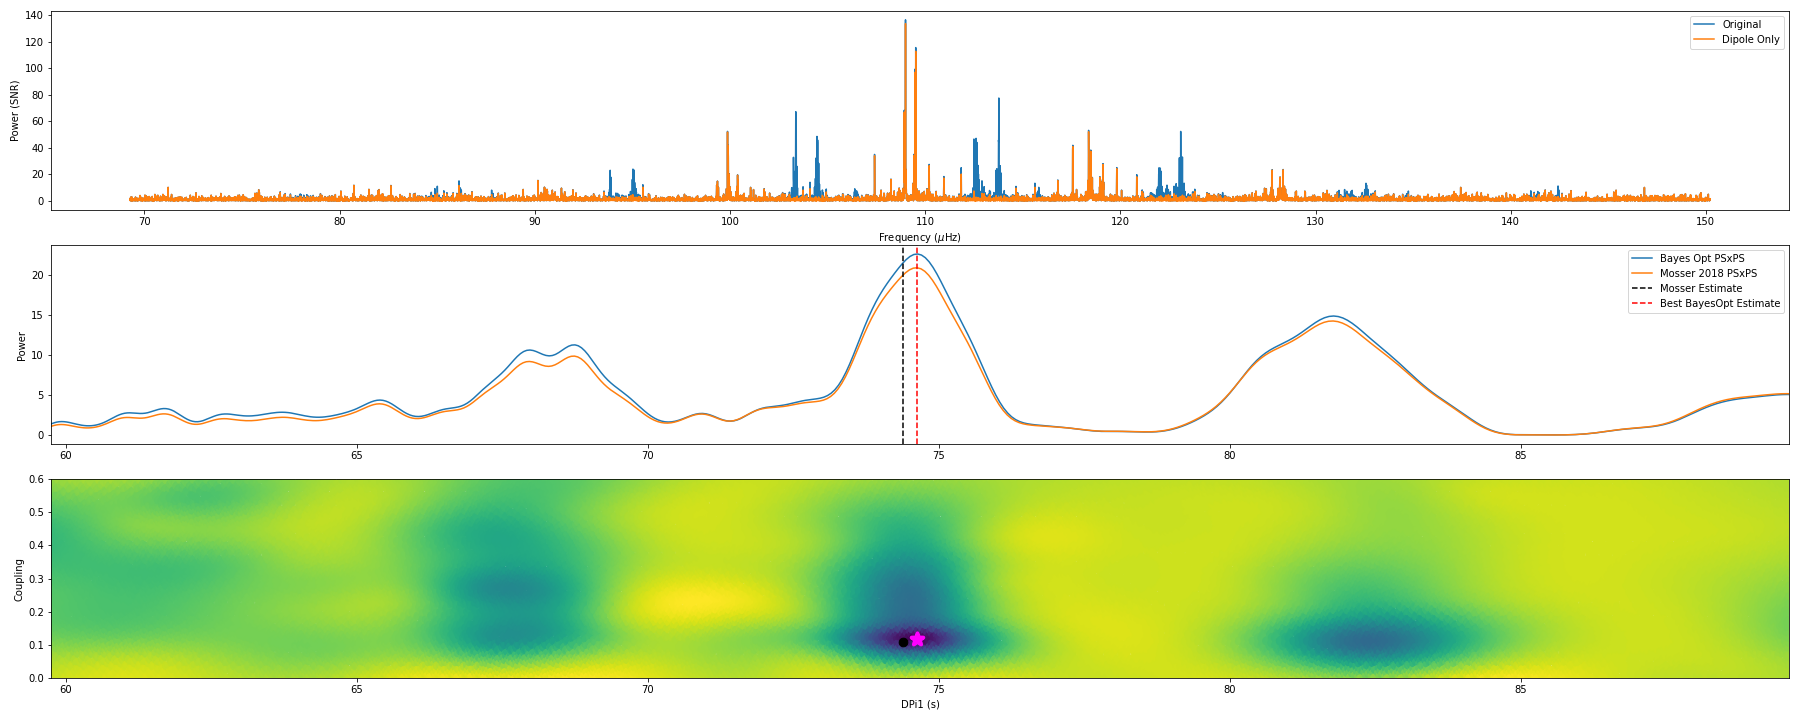 140
120
100
80
60
40
20
0
Power (SNR)
Original
Dipole Only
70 80 90 100 110 120 130 140 150
Frequency (μHz)
20
15
10
5
0
Power
Bayes Opt PSxPS
Mosser 2018 PSxPS
Mosser Estimate
Best BayesOpt Estimate
60 65 70 75 80 85
0.6
0.5
0.4
0.3
0.2
0.1
0.0
Coupling
60 65 70 75 80 85
DPi1 (s)